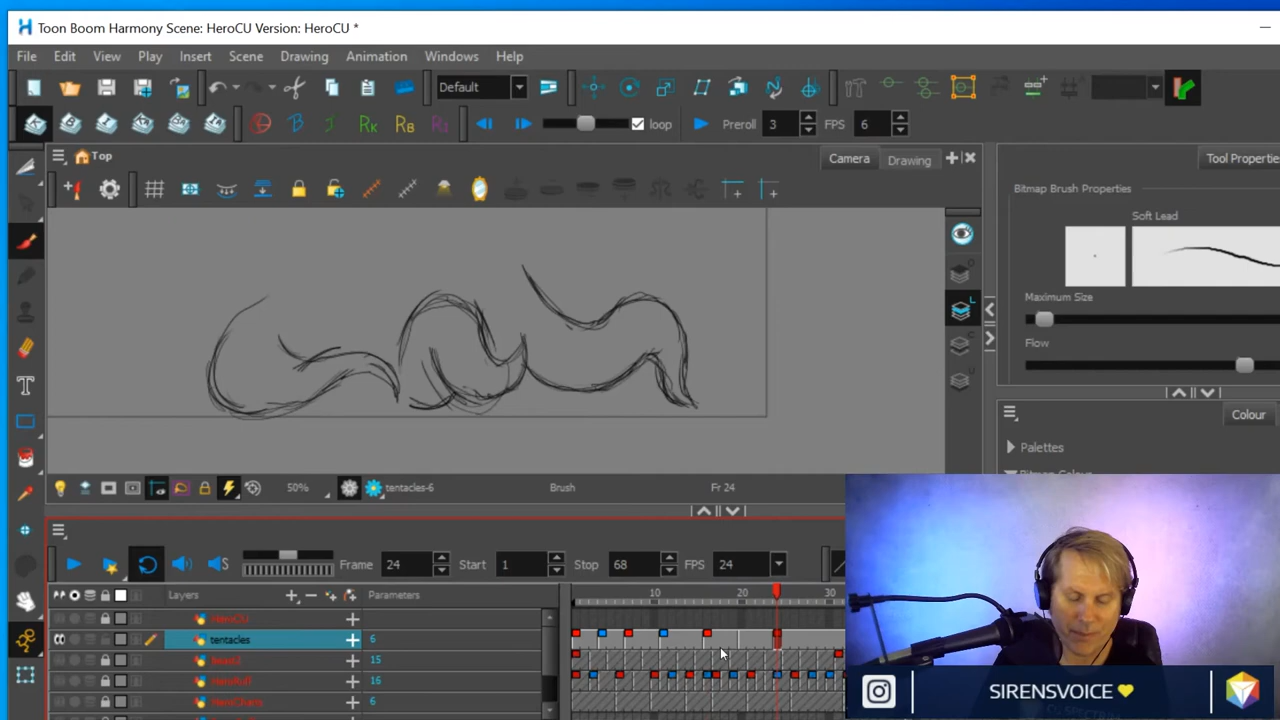 Toon Boom Harmony Scene: HeroCU Version: HeroCU *
File Edit View Play Insert Scene Drawing Animation Windows Help
Default
loop Preroll 3 FPS 6
Top Camera Drawing Tool Propertie
Bitmap Brush Properties
Soft Lead
Maximum Size
Flow
Colour
Palettes
50% tentacles-6 Brush Fr 24
Frame 24 Start 1 Stop 68 FPS 24
Layers Parameters 10 20 30
HeroCU
tentacles 6
15
16
SIRENSVOICE